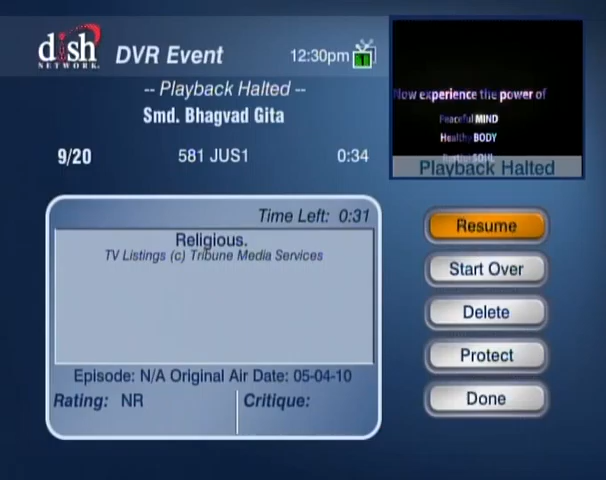 dish
NETWORK
DVR Event
12:30pm
1
-- Playback Halted --
Smd. Bhagvad Gita
9/20 581 JUS1 0:34
Now experience the power of
Peaceful MIND
Healthy BODY
SOUL
Playback Halted
Time Left: 0:31
Religious.
TV Listings (c) Tribune Media Services
Episode: N/A Original Air Date: 05-04-10
Rating: NR
Critique:
Resume
Start Over
Delete
Protect
Done